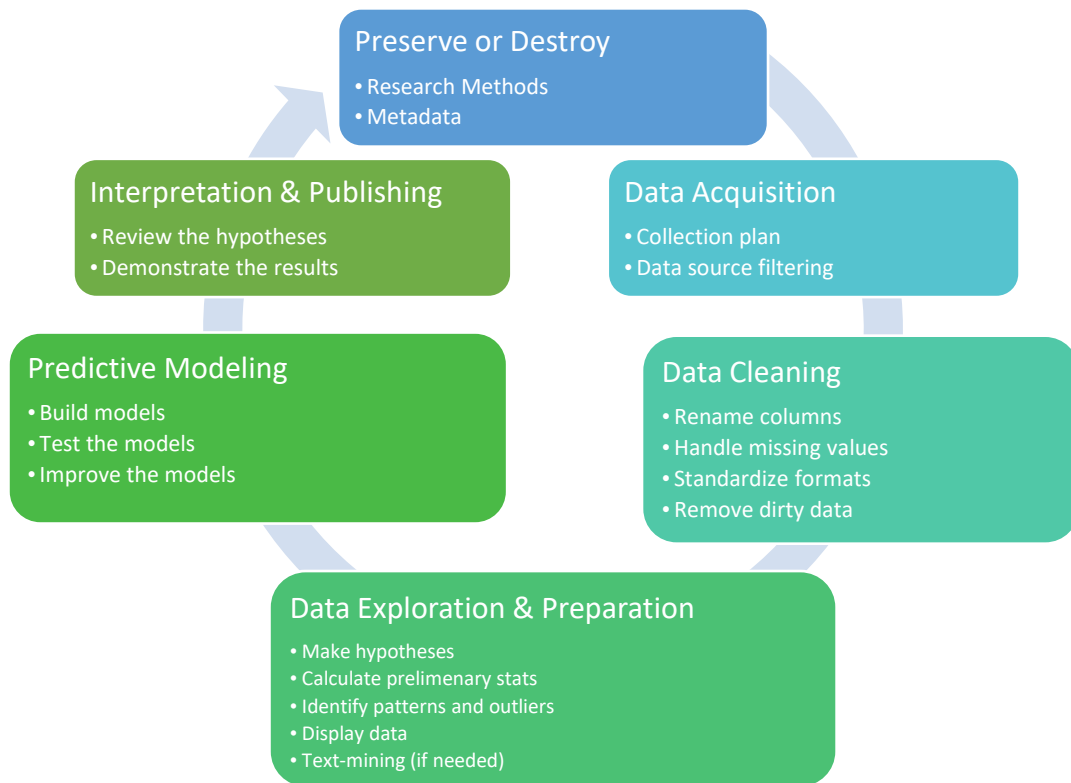 Preserve or Destroy
• Research Methods
• Metadata
Data Acquisition
• Collection plan
• Data source filtering
Data Cleaning
• Rename columns
• Handle missing values
• Standardize formats
• Remove dirty data
Data Exploration & Preparation
• Make hypotheses
• Calculate prelimenary stats
• Identify patterns and outliers
• Display data
• Text-mining (if needed)
Predictive Modeling
• Build models
• Test the models
• Improve the models
Interpretation & Publishing
• Review the hypotheses
• Demonstrate the results